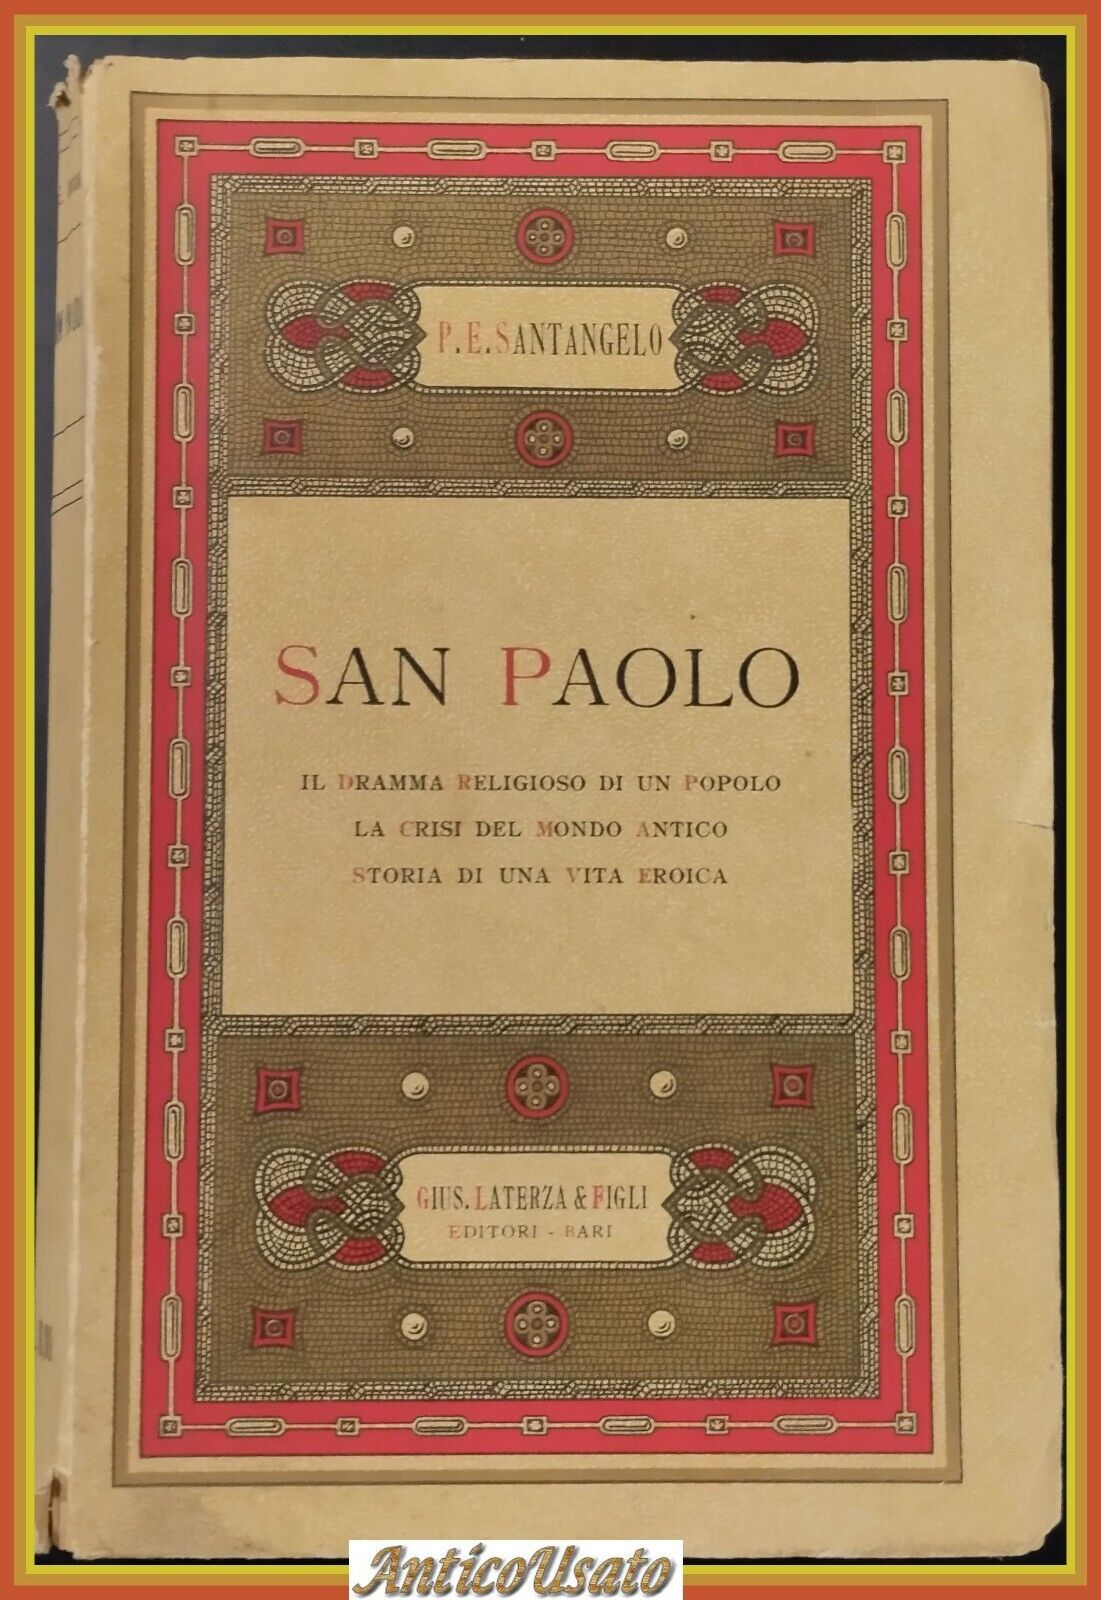 P. E. SANTANGELO
SAN PAOLO
IL DRAMMA RELIGIOSO DI UN POPOLO
LA CRISI DEL MONDO ANTICO
STORIA DI UNA VITA EROICA
GIUS. LATERZA & FIGLI
EDITORI - BARI
AnticoUsato